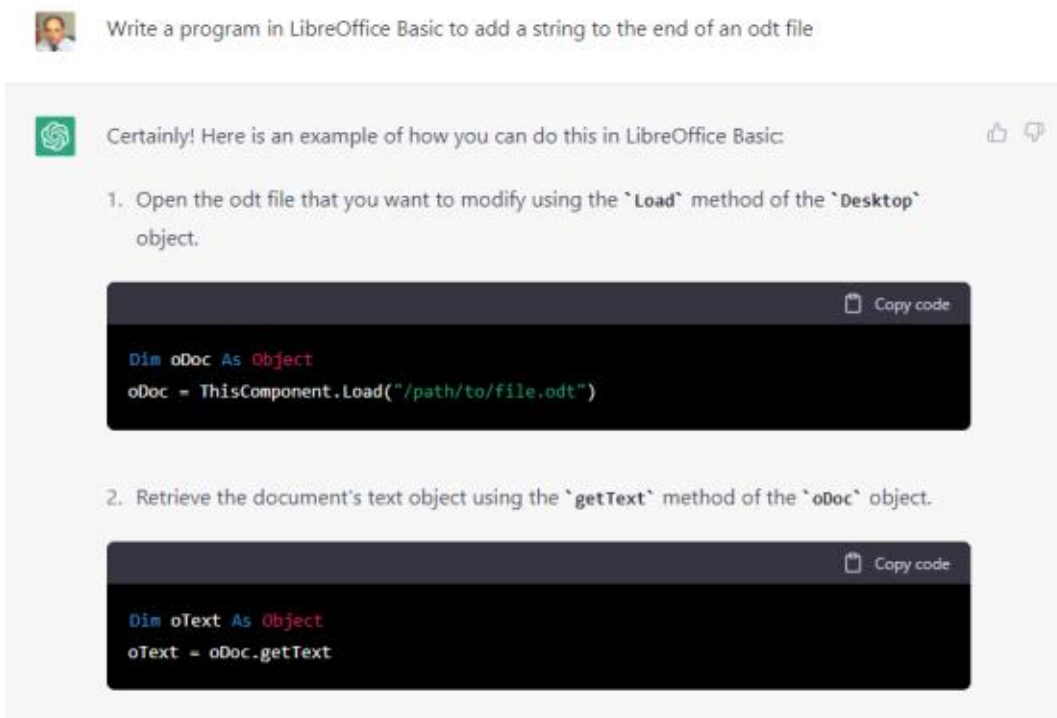 Write a program in LibreOffice Basic to add a string to the end of an odt file
Certainly! Here is an example of how you can do this in LibreOffice Basic:
1. Open the odt file that you want to modify using the `Load` method of the `Desktop`
object.
Copy code
Dim oDoc As Object
oDoc = ThisComponent.Load("/path/to/file.odt")
2. Retrieve the document's text object using the `getText` method of the `oDoc` object.
Copy code
Dim oText As Object
oText = oDoc.getText